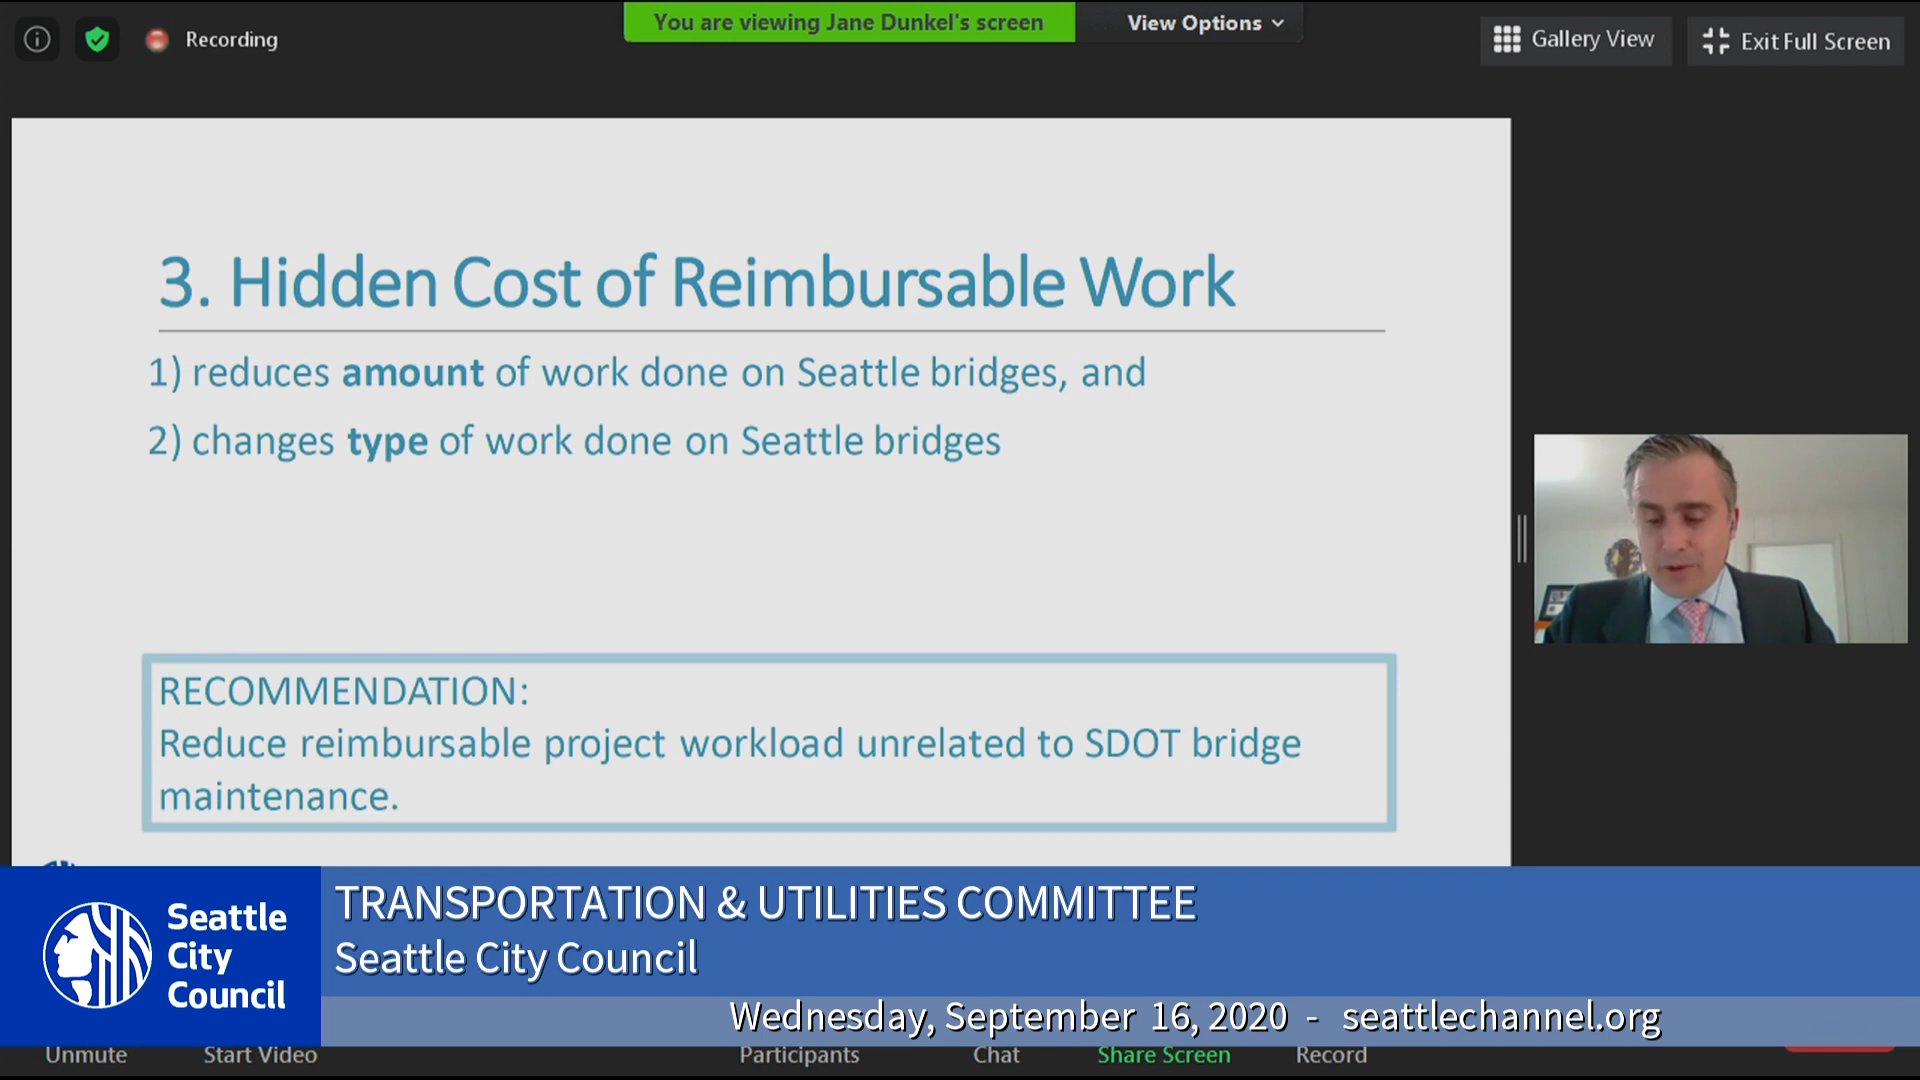 Recording
You are viewing Jane Dunkel's screen
View Options
Gallery View
Exit Full Screen
3. Hidden Cost of Reimbursable Work
1) reduces amount of work done on Seattle bridges, and
2) changes type of work done on Seattle bridges
RECOMMENDATION:
Reduce reimbursable project workload unrelated to SDOT bridge
maintenance.
Seattle
City
Council
TRANSPORTATION & UTILITIES COMMITTEE
Seattle City Council
Wednesday, September 16, 2020 - seattlechannel.org
Unmute
Start Video
Participants
Chat
Share Screen
Record